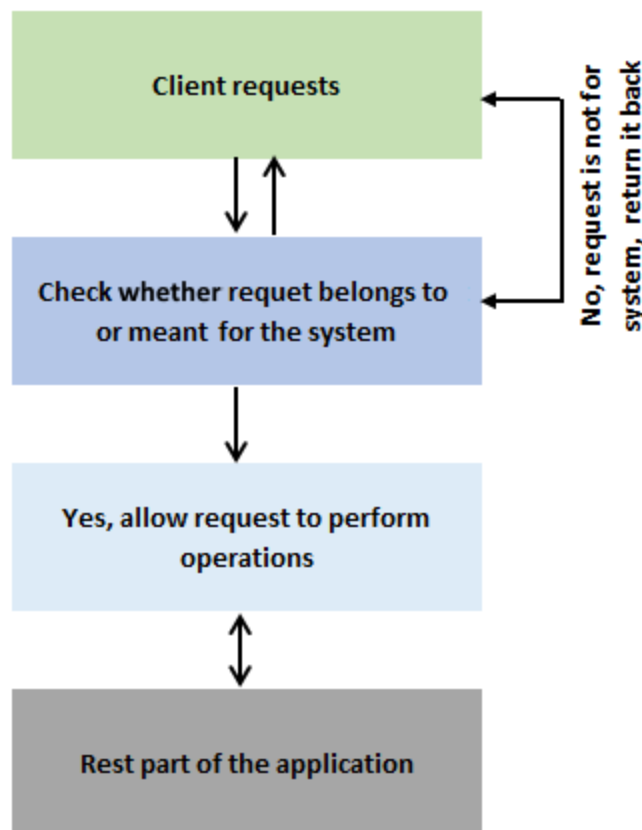 Client requests
No, request is not for
system, return it back
Check whether requet belongs to
or meant for the system
Yes, allow request to perform
operations
Rest part of the application